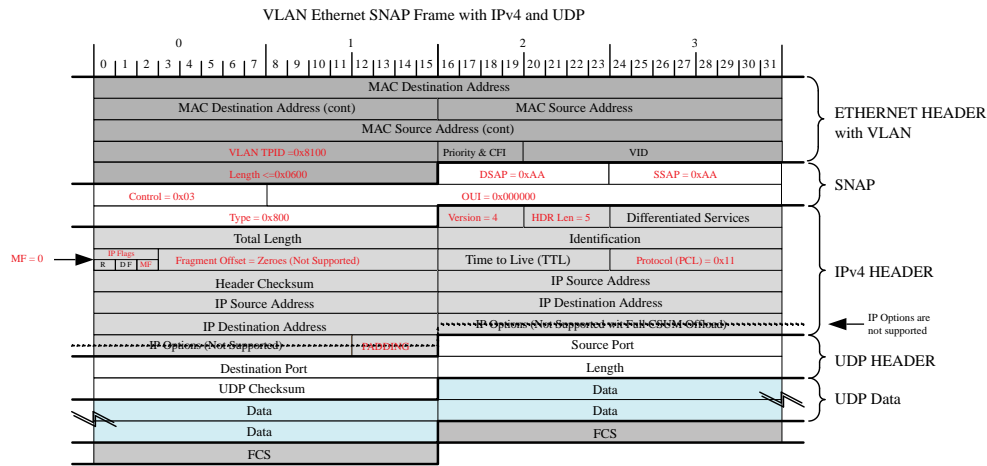 VLAN Ethernet SNAP Frame with IPv4 and UDP
0 1 2 3
0 1 2 3 4 5 6 7 8 9 10 11 12 13 14 15 16 17 18 19 20 21 22 23 24 25 26 27 28 29 30 31
MAC Destination Address
MAC Destination Address (cont) MAC Source Address
MAC Source Address (cont)
VLAN TPID =0x8100 Priority & CFI VID
ETHERNET HEADER
with VLAN
Length <=0x0600 DSAP = 0xAA SSAP = 0xAA
Control = 0x03 OUI = 0x000000
SNAP
Type = 0x800 Version = 4 HDR Len = 5 Differentiated Services
Total Length Identification
MF = 0
IP Flags
R D F MF
Fragment Offset = Zeroes (Not Supported) Time to Live (TTL) Protocol (PCL) = 0x11
Header Checksum IP Source Address
IPv4 HEADER
IP Source Address IP Destination Address
IP Destination Address IP Options (Not Supported wit Full CSUM Offload)
IP Options are
not supported
IP Options (Not Supported) PADDING Source Port
Destination Port Length
UDP HEADER
UDP Checksum Data
Data Data
UDP Data
Data FCS
FCS